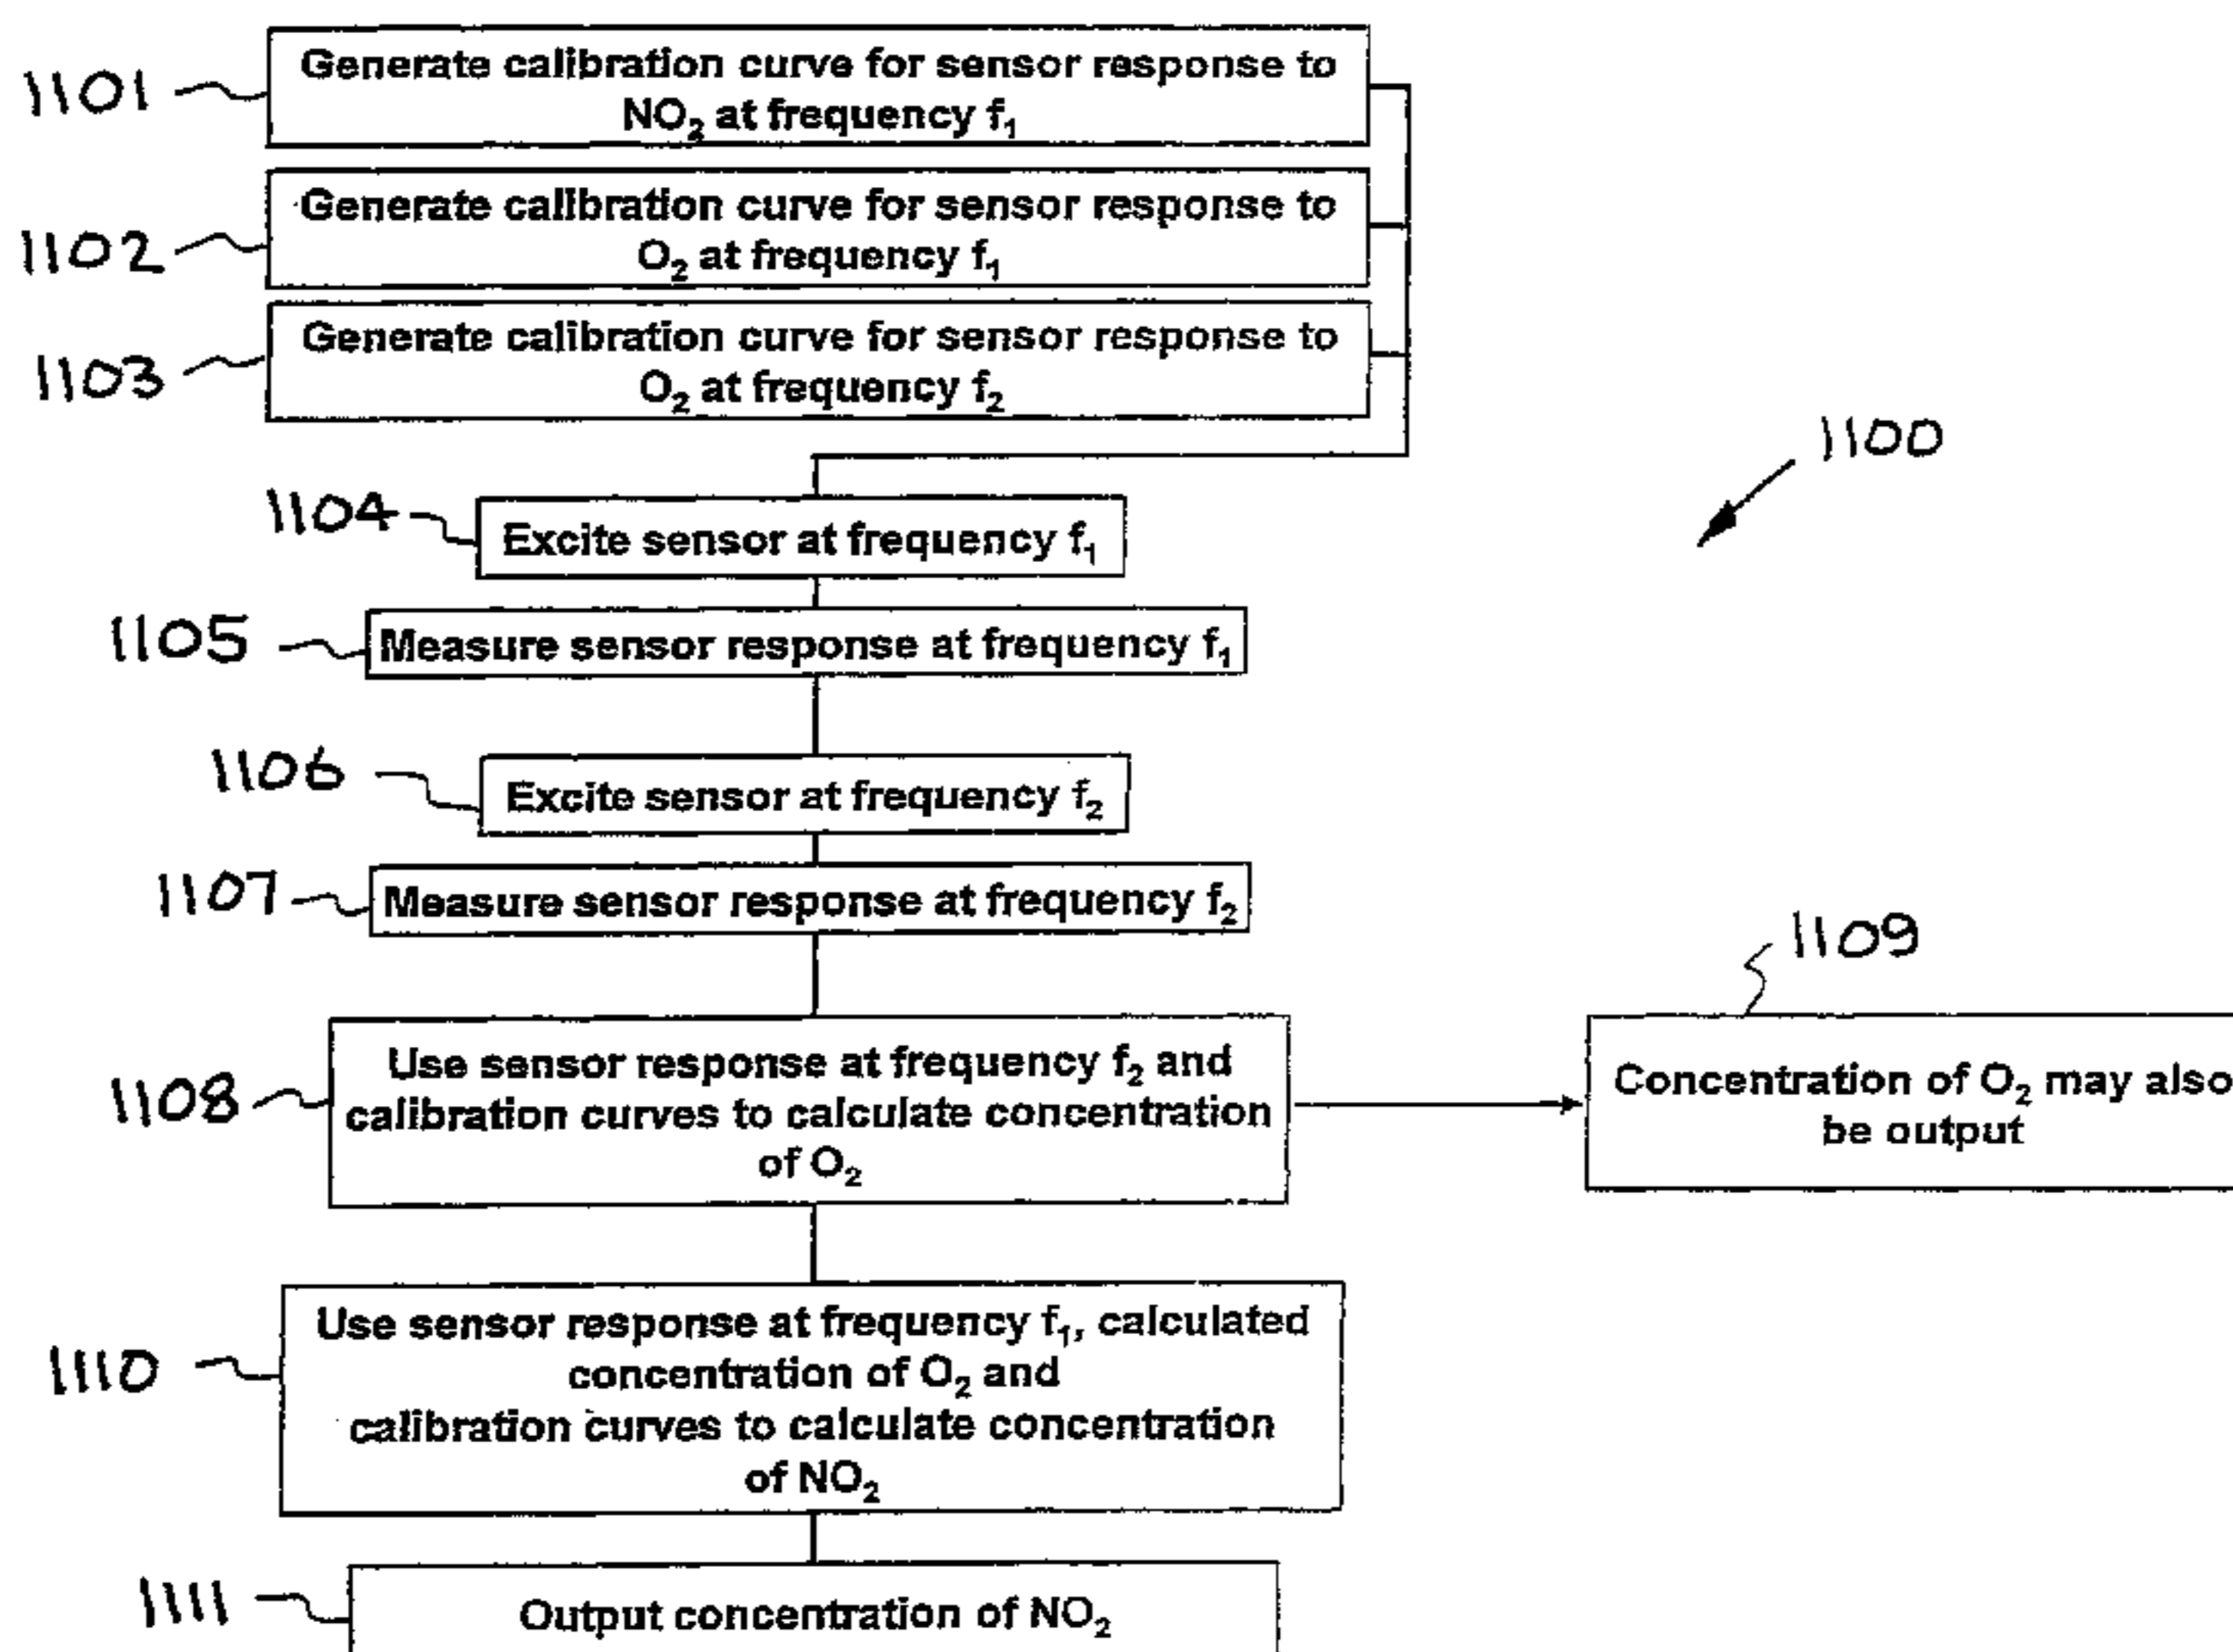 1101
Generate calibration curve for sensor response to
NO₂ at frequency f₁
1102
Generate calibration curve for sensor response to
O₂ at frequency f₁
1103
Generate calibration curve for sensor response to
O₂ at frequency f₂
1100
1104
Excite sensor at frequency f₁
1105
Measure sensor response at frequency f₁
1106
Excite sensor at frequency f₂
1107
Measure sensor response at frequency f₂
1108
Use sensor response at frequency f₂ and
calibration curves to calculate concentration
of O₂
1109
Concentration of O₂ may also
be output
1110
Use sensor response at frequency f₁, calculated
concentration of O₂ and
calibration curves to calculate concentration
of NO₂
1111
Output concentration of NO₂